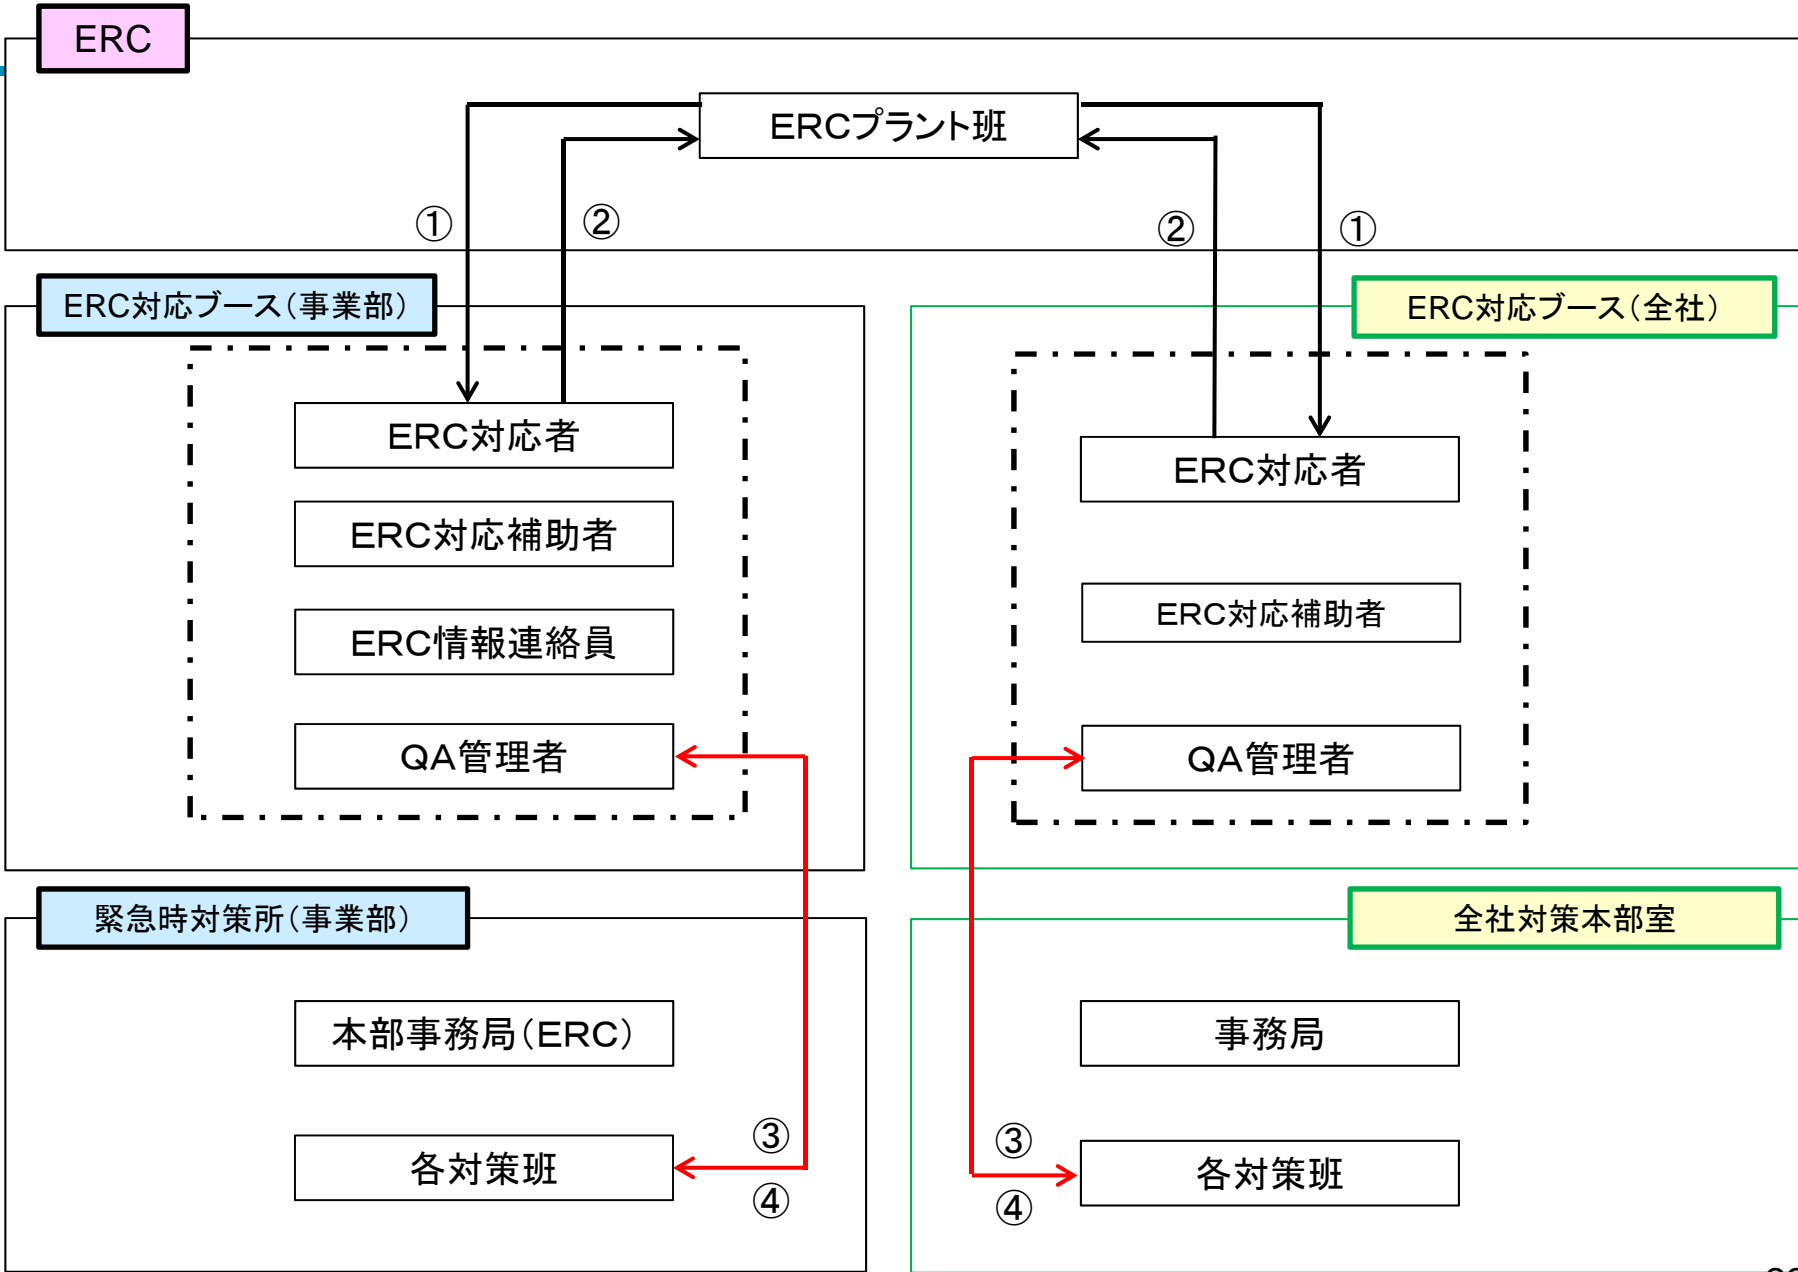 ERC
ERCプラント班
①
②
②
①
ERC対応ブース（事業部）
ERC対応ブース（全社）
ERC対応者
ERC対応者
ERC対応補助者
ERC対応補助者
ERC情報連絡員
QA管理者
QA管理者
緊急時対策所（事業部）
全社対策本部室
本部事務局（ERC）
事務局
③
③
各対策班
各対策班
④
④